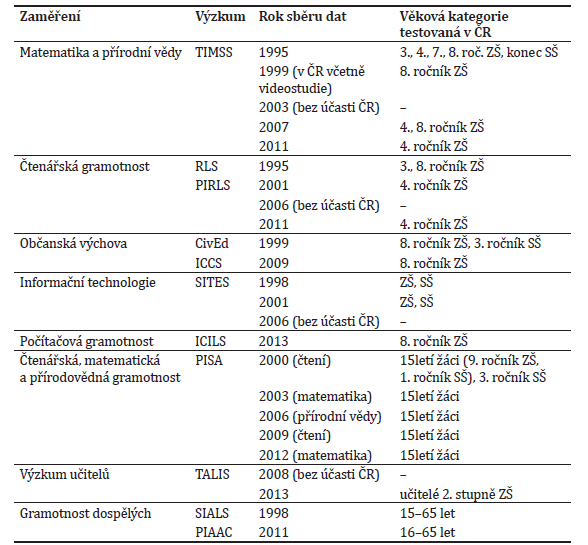 Zaměření Výzkum Rok sběru dat Věková kategorie
testovaná v ČR
Matematika a přírodní vědy TIMSS 1995 3., 4., 7., 8. roč. ZŠ, konec SŠ
1999 (v ČR včetně 8. ročník ZŠ
videostudie)
2003 (bez účasti ČR) –
2007 4., 8. ročník ZŠ
2011 4. ročník ZŠ
Čtenářská gramotnost RLS 1995 3., 8. ročník ZŠ
PIRLS 2001 4. ročník ZŠ
2006 (bez účasti ČR) –
2011 4. ročník ZŠ
Občanská výchova CivEd 1999 8. ročník ZŠ, 3. ročník SŠ
ICCS 2009 8. ročník ZŠ
Informační technologie SITES 1998 ZŠ, SŠ
2001 ZŠ, SŠ
2006 (bez účasti ČR) –
Počítačová gramotnost ICILS 2013 8. ročník ZŠ
Čtenářská, matematická PISA 2000 (čtení) 15letí žáci (9. ročník ZŠ,
a přírodovědná gramotnost 1. ročník SŠ), 3. ročník SŠ
2003 (matematika) 15letí žáci
2006 (přírodní vědy) 15letí žáci
2009 (čtení) 15letí žáci
2012 (matematika) 15letí žáci
Výzkum učitelů TALIS 2008 (bez účasti ČR) –
2013 učitelé 2. stupně ZŠ
Gramotnost dospělých SIALS 1998 15–65 let
PIAAC 2011 16–65 let